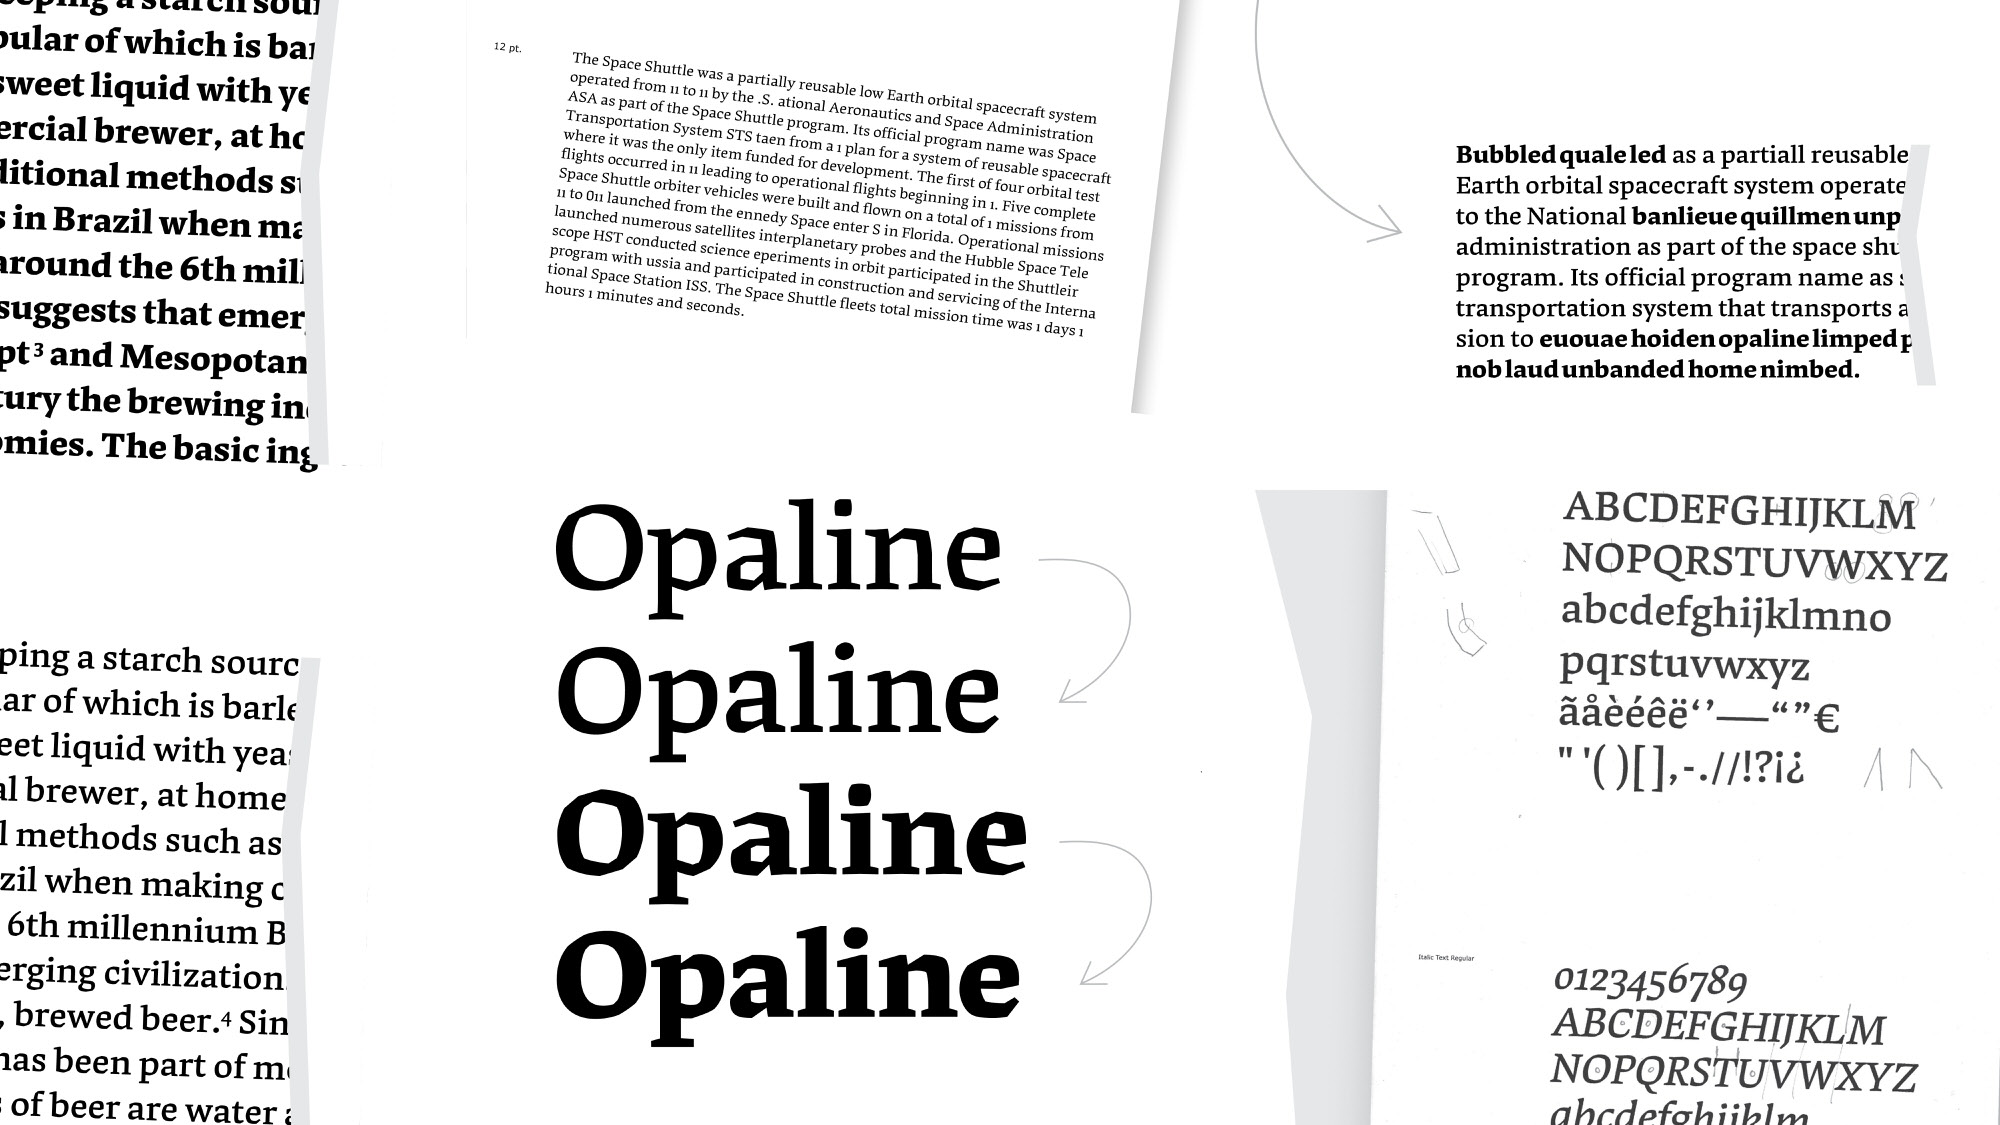 eeping a starch sour
pular of which is bar
sweet liquid with ye
ercial brewer, at ho
ditional methods su
s in Brazil when ma
around the 6th mill
suggests that emer
pt³ and Mesopotam
tury the brewing in
omies. The basic ing
12 pt.
The Space Shuttle was a partially reusable low Earth orbital spacecraft system
operated from 11 to 11 by the .S. ational Aeronautics and Space Administration
ASA as part of the Space Shuttle program. Its official program name was Space
Transportation System STS taen from a 1 plan for a system of reusable spacecraft
where it was the only item funded for development. The first of four orbital test
flights occurred in 11 leading to operational flights beginning in 1. Five complete
Space Shuttle orbiter vehicles were built and flown on a total of 1 missions from
11 to 011 launched from the ennedy Space enter S in Florida. Operational missions
launched numerous satellites interplanetary probes and the Hubble Space Tele
scope HST conducted science eperiments in orbit participated in the Shuttleir
program with ussia and participated in construction and servicing of the Interna
tional Space Station ISS. The Space Shuttle fleets total mission time was 1 days 1
hours 1 minutes and seconds.
Bubbled quale led as a partiall reusable
Earth orbital spacecraft system operate
to the National banlieue quillmen unp
administration as part of the space shu
program. Its official program name as s
transportation system that transports a
sion to euouae hoiden opaline limped p
nob laud unbanded home nimbed.
ping a starch sourc
lar of which is barle
eet liquid with yeas
al brewer, at home
l methods such as
zil when making c
6th millennium B
erging civilization
, brewed beer.⁴ Sin
has been part of mo
s of beer are water a
Opaline
Opaline
Opaline
Opaline
ABCDEFGHIJKLM
NOPQRSTUVWXYZ
abcdefghijklmno
pqrstuvwxyz
ãåèéêë‘’—“”€
"'()[],-.//!?¡¿
Italic Text Regular
0123456789
ABCDEFGHIJKLM
NOPQRSTUVWXYZ
abcdefghijklm